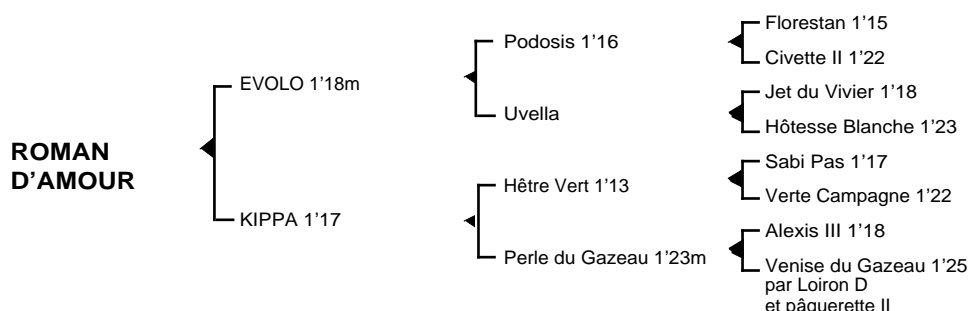 ROMAN
D’AMOUR
EVOLO 1’18m
KIPPA 1’17
Podosis 1’16
Uvella
Hêtre Vert 1’13
Perle du Gazeau 1’23m
Florestan 1’15
Civette II 1’22
Jet du Vivier 1’18
Hôtesse Blanche 1’23
Sabi Pas 1’17
Verte Campagne 1’22
Alexis III 1’18
Venise du Gazeau 1’25
par Loiron D
et pâquerette II